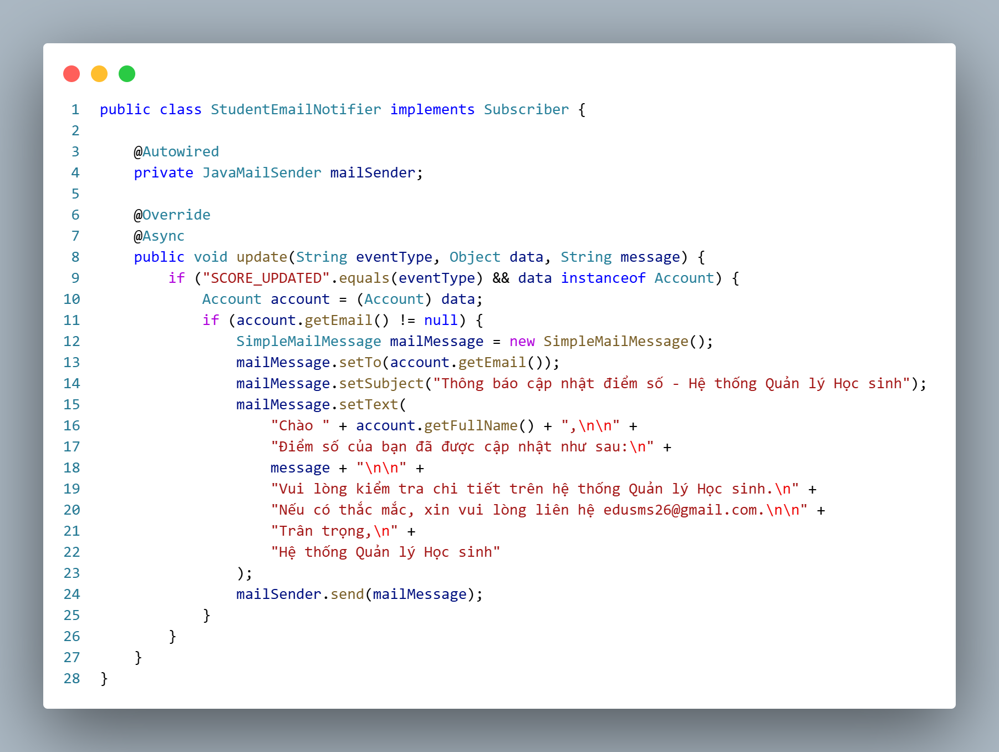 1 public class StudentEmailNotifier implements Subscriber {
2
3     @Autowired
4     private JavaMailSender mailSender;
5
6     @Override
7     @Async
8     public void update(String eventType, Object data, String message) {
9         if ("SCORE_UPDATED".equals(eventType) && data instanceof Account) {
10             Account account = (Account) data;
11             if (account.getEmail() != null) {
12                 SimpleMailMessage mailMessage = new SimpleMailMessage();
13                 mailMessage.setTo(account.getEmail());
14                 mailMessage.setSubject("Thông báo cập nhật điểm số - Hệ thống Quản lý Học sinh");
15                 mailMessage.setText(
16                     "Chào " + account.getFullName() + ",\n\n" +
17                     "Điểm số của bạn đã được cập nhật như sau:\n" +
18                     message + "\n\n" +
19                     "Vui lòng kiểm tra chi tiết trên hệ thống Quản lý Học sinh.\n" +
20                     "Nếu có thắc mắc, xin vui lòng liên hệ edusms26@gmail.com.\n\n" +
21                     "Trân trọng,\n" +
22                     "Hệ thống Quản lý Học sinh"
23                 );
24                 mailSender.send(mailMessage);
25             }
26         }
27     }
28 }